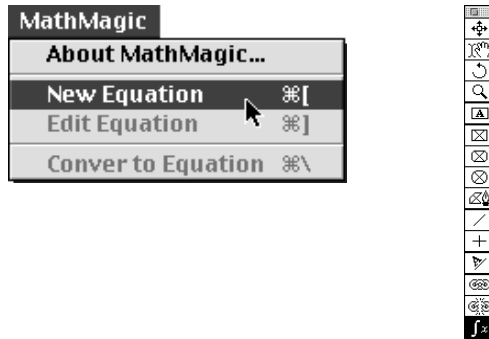 MathMagic
About MathMagic...
New Equation ⌘[
Edit Equation ⌘]
Conver to Equation ⌘\
A
∫x